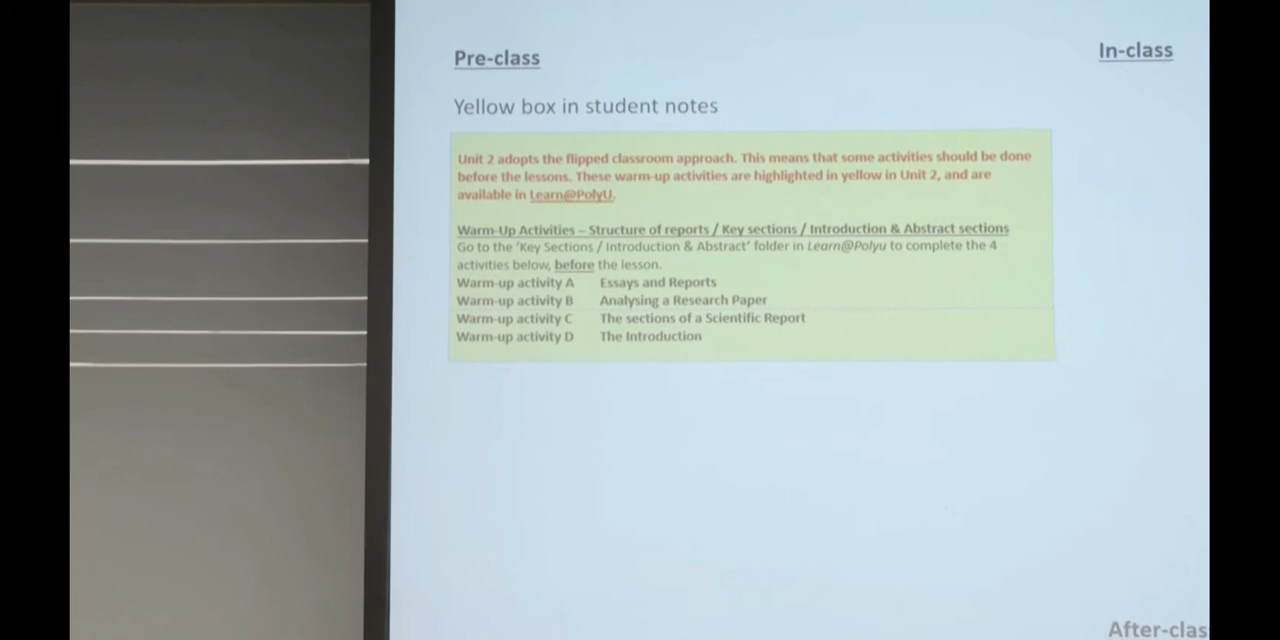 Pre-class
In-class
Yellow box in student notes
Unit 2 adopts the flipped classroom approach. This means that some activities should be done
before the lessons. These warm-up activities are highlighted in yellow in Unit 2, and are
available in Learn@PolyU.
Warm-Up Activities – Structure of reports / Key sections / Introduction & Abstract sections
Go to the ‘Key Sections / Introduction & Abstract’ folder in Learn@Polyu to complete the 4
activities below, before the lesson.
Warm-up activity A Essays and Reports
Warm-up activity B Analysing a Research Paper
Warm-up activity C The sections of a Scientific Report
Warm-up activity D The Introduction
After-clas